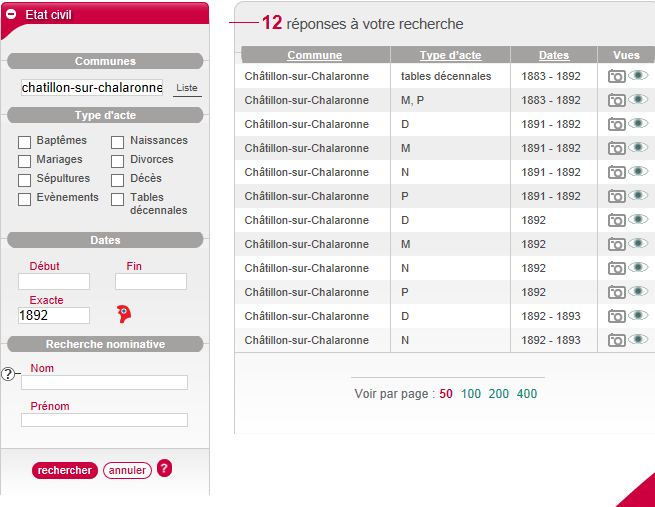 Etat civil
Communes
chatillon-sur-chalaronne Liste
Type d'acte
Baptêmes Naissances
Mariages Divorces
Sépultures Décès
Evènements Tables
décennales
Dates
Début Fin
Exacte
1892
Recherche nominative
? Nom
Prénom
rechercher annuler ?
12 réponses à votre recherche
Commune Type d'acte Dates Vues
Châtillon-sur-Chalaronne tables décennales 1883 - 1892
Châtillon-sur-Chalaronne M, P 1883 - 1892
Châtillon-sur-Chalaronne D 1891 - 1892
Châtillon-sur-Chalaronne M 1891 - 1892
Châtillon-sur-Chalaronne N 1891 - 1892
Châtillon-sur-Chalaronne P 1891 - 1892
Châtillon-sur-Chalaronne D 1892
Châtillon-sur-Chalaronne M 1892
Châtillon-sur-Chalaronne N 1892
Châtillon-sur-Chalaronne P 1892
Châtillon-sur-Chalaronne D 1892 - 1893
Châtillon-sur-Chalaronne N 1892 - 1893
Voir par page : 50 100 200 400